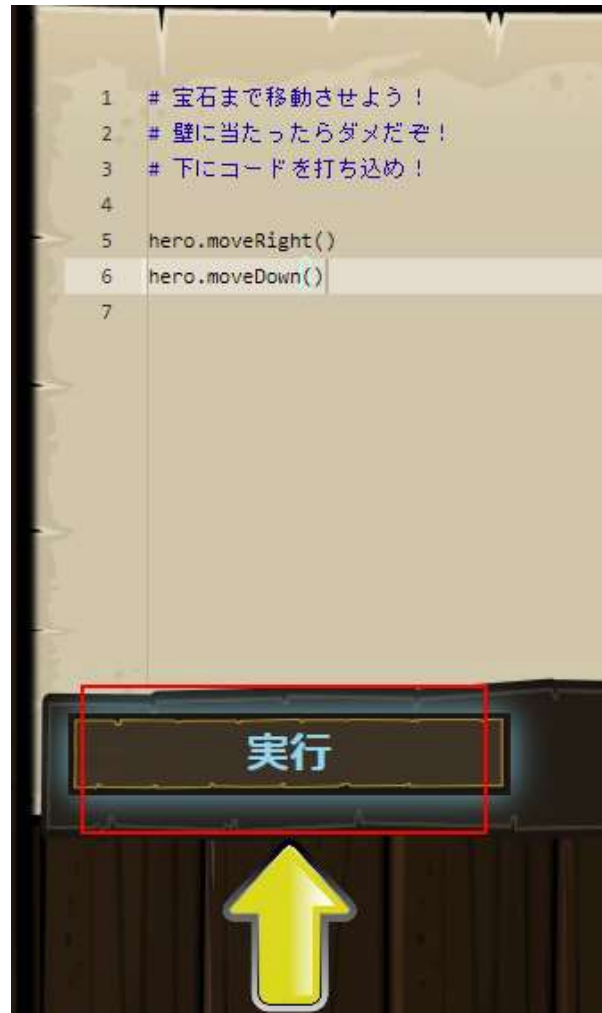 1 # 宝石まで移動させよう!
2 # 壁に当たったらダメだぞ!
3 # 下にコードを打ち込め!
4
5 hero.moveRight()
6 hero.moveDown()
7
実行